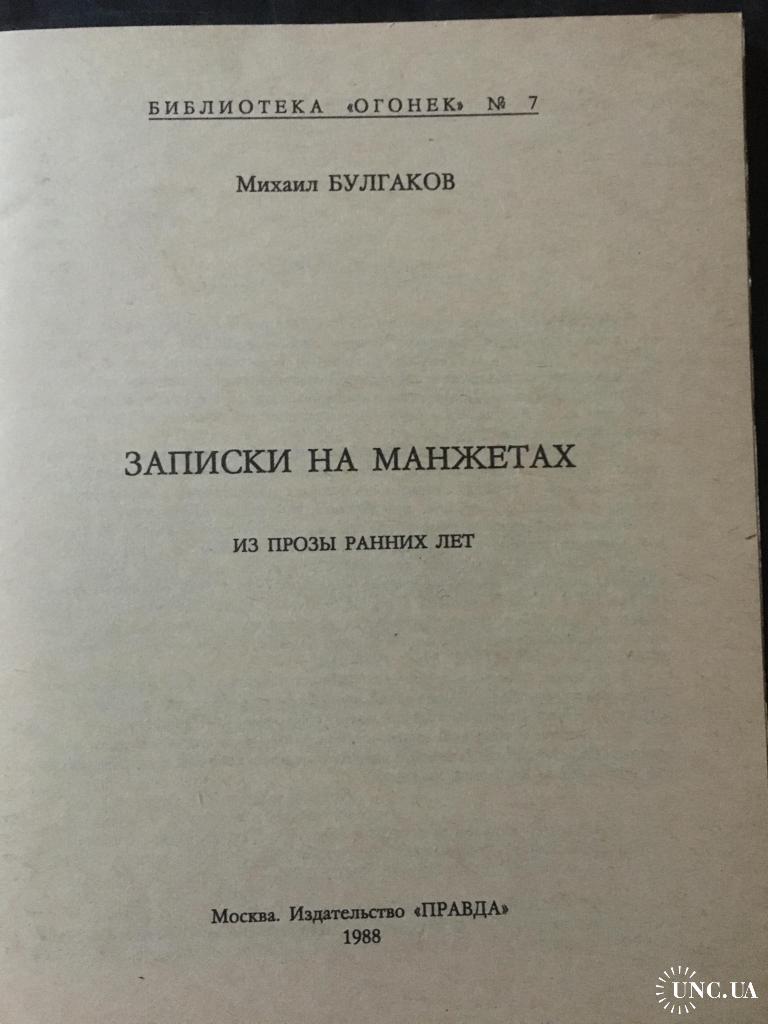 БИБЛИОТЕКА «ОГОНЕК» № 7
Михаил БУЛГАКОВ
ЗАПИСКИ НА МАНЖЕТАХ
ИЗ ПРОЗЫ РАННИХ ЛЕТ
Москва. Издательство «ПРАВДА»
1988
UNC.UA